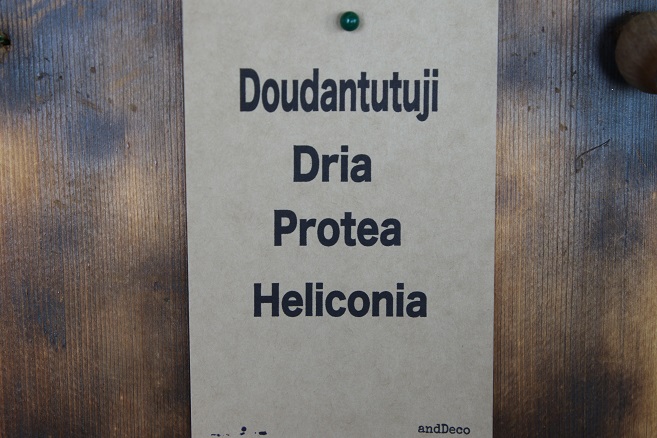 Doudantutuji
Dria
Protea
Heliconia
andDeco